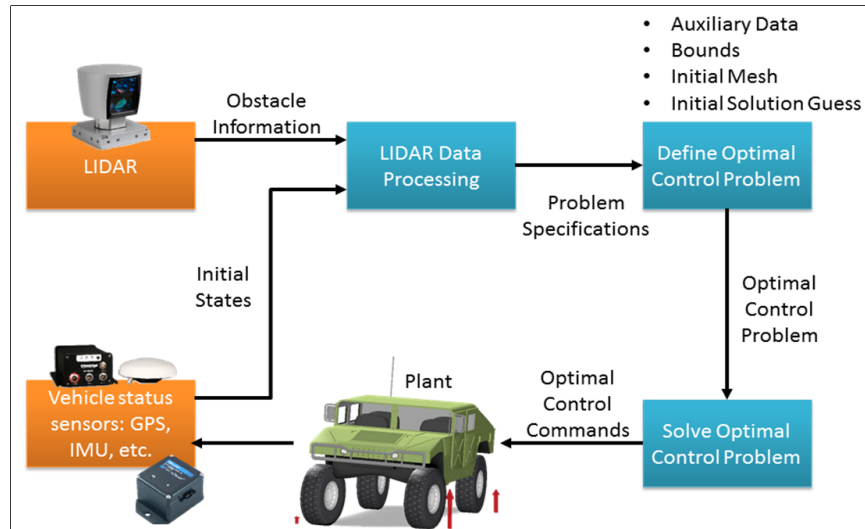 • Auxiliary Data
• Bounds
• Initial Mesh
• Initial Solution Guess
Obstacle
Information
LIDAR
LIDAR Data
Processing
Define Optimal
Control Problem
Problem
Specifications
Initial
States
Optimal
Control
Problem
Plant
Optimal
Control
Commands
Vehicle status
sensors: GPS,
IMU, etc.
Solve Optimal
Control Problem